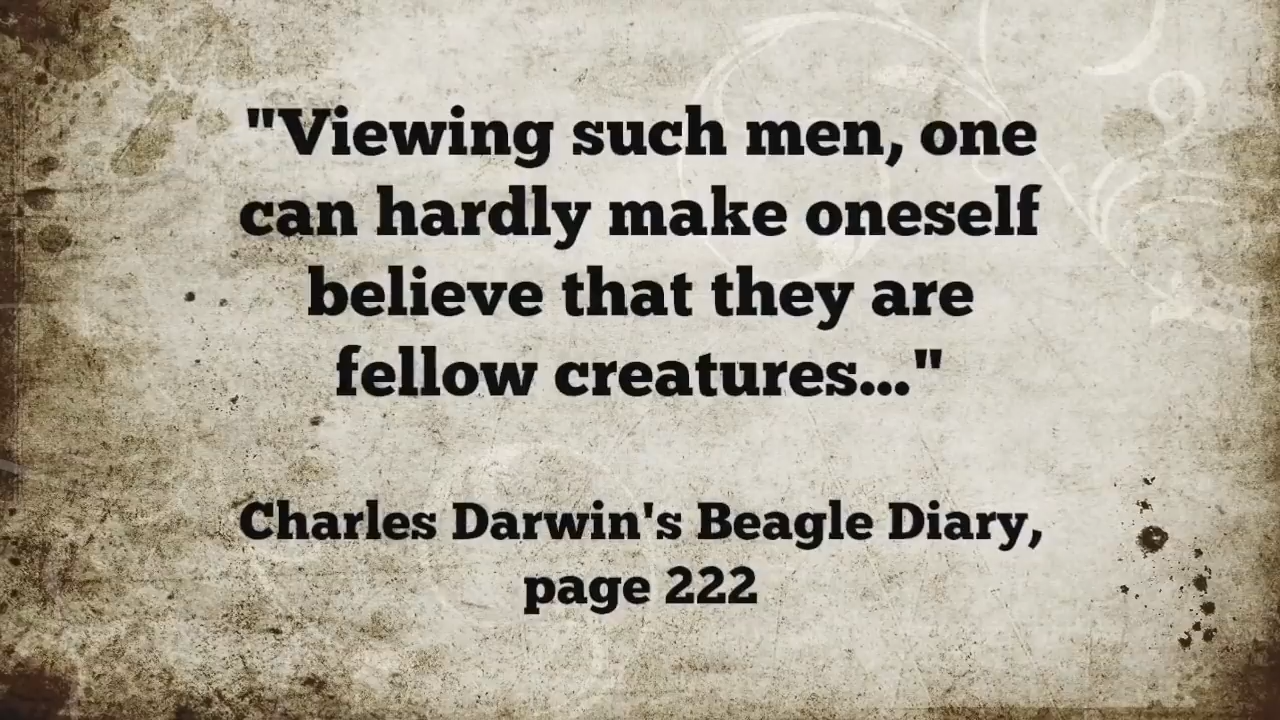 "Viewing such men, one
can hardly make oneself
believe that they are
fellow creatures..."
Charles Darwin's Beagle Diary,
page 222